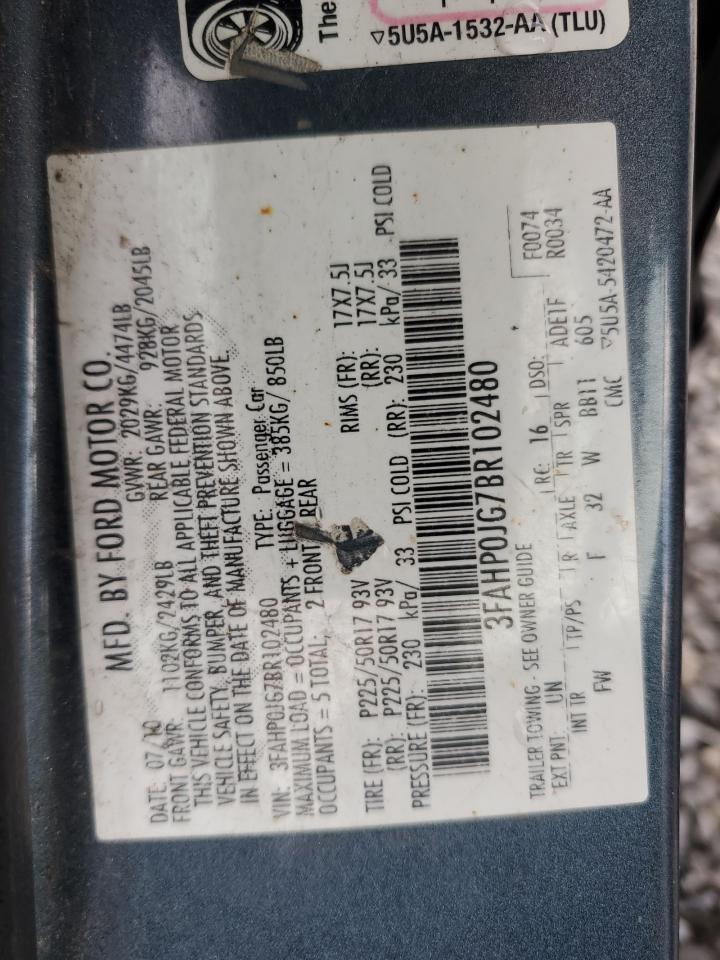 The
▽5U5A-1532-AA (TLU)
MFD. BY FORD MOTOR CO.
DATE: 07/10 GVWR: 2029KG/4474LB
FRONT GAWR: 1102KG/2429LB REAR GAWR: 928KG/2045LB
THIS VEHICLE CONFORMS TO ALL APPLICABLE FEDERAL MOTOR
VEHICLE SAFETY, BUMPER, AND THEFT PREVENTION STANDARDS
IN EFFECT ON THE DATE OF MANUFACTURE SHOWN ABOVE.
VIN: 3FAHP0JG7BR102480 TYPE: Passenger Car
MAXIMUM LOAD = OCCUPANTS + LUGGAGE = 385KG/ 850LB
OCCUPANTS = 5 TOTAL; 2 FRONT REAR
TIRE (FR): P225/50R17 93V RIMS (FR): 17X7.5J
(RR): P225/50R17 93V (RR): 17X7.5J
PRESSURE (FR): 230 kPa/ 33 PSI COLD (RR): 230 kPa/ 33 PSI COLD
3FAHP0JG7BR102480
TRAILER TOWING - SEE OWNER GUIDE F0074
EXT PNT: UN RC: 16 DSO: R0034
INT TR TP/PS R AXLE TR SPR ADE1F
FW F 32 W BB11 605
CMC ▽5U5A-5420472-AA